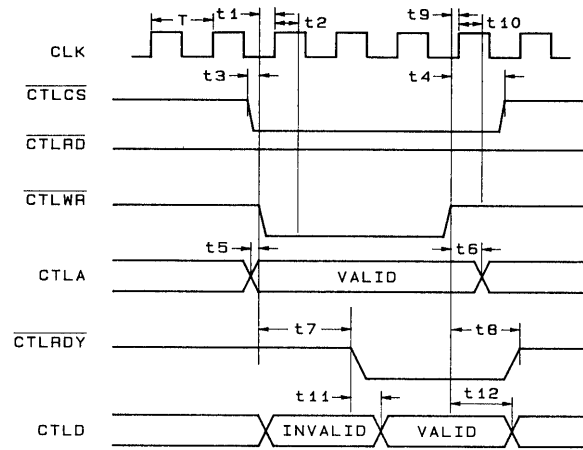 T t1 t2 t9 t10
CLK
t3 t4
CTLCS
CTLRD
CTLWR
t5 t6
CTLA VALID
t7 t8
CTLRDY
t11 t12
CTLD INVALID VALID